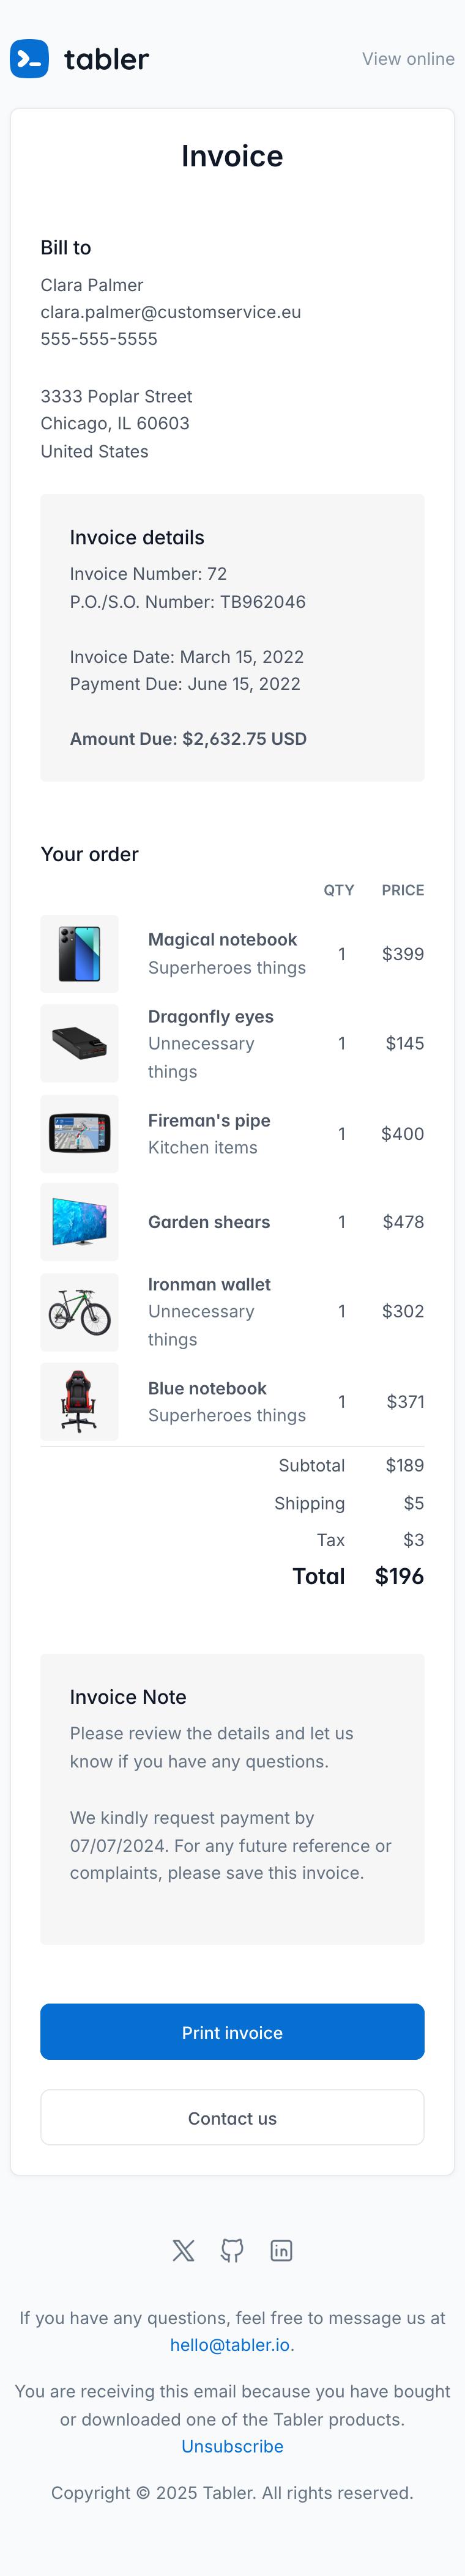 tabler
View online
Invoice
Bill to
Clara Palmer
clara.palmer@customservice.eu
555-555-5555
3333 Poplar Street
Chicago, IL 60603
United States
Invoice details
Invoice Number: 72
P.O./S.O. Number: TB962046
Invoice Date: March 15, 2022
Payment Due: June 15, 2022
Amount Due: $2,632.75 USD
Your order
QTY PRICE
Magical notebook
Superheroes things
1 $399
Dragonfly eyes
Unnecessary
things
1 $145
Fireman's pipe
Kitchen items
1 $400
Garden shears 1 $478
Ironman wallet
Unnecessary
things
1 $302
Blue notebook
Superheroes things
1 $371
Subtotal $189
Shipping $5
Tax $3
Total $196
Invoice Note
Please review the details and let us
know if you have any questions.
We kindly request payment by
07/07/2024. For any future reference or
complaints, please save this invoice.
Print invoice
Contact us
If you have any questions, feel free to message us at
hello@tabler.io.
You are receiving this email because you have bought
or downloaded one of the Tabler products.
Unsubscribe
Copyright © 2025 Tabler. All rights reserved.